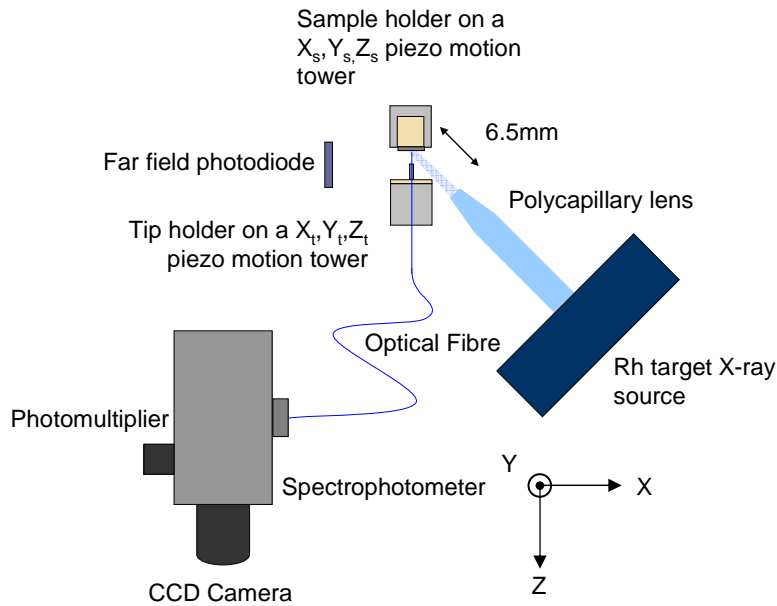 Sample holder on a
Xs,Ys,Zs piezo motion
tower
6.5mm
Far field photodiode
Polycapillary lens
Tip holder on a Xt,Yt,Zt
piezo motion tower
Optical Fibre
Rh target X-ray
source
Photomultiplier
Spectrophotometer
Y
X
Z
CCD Camera